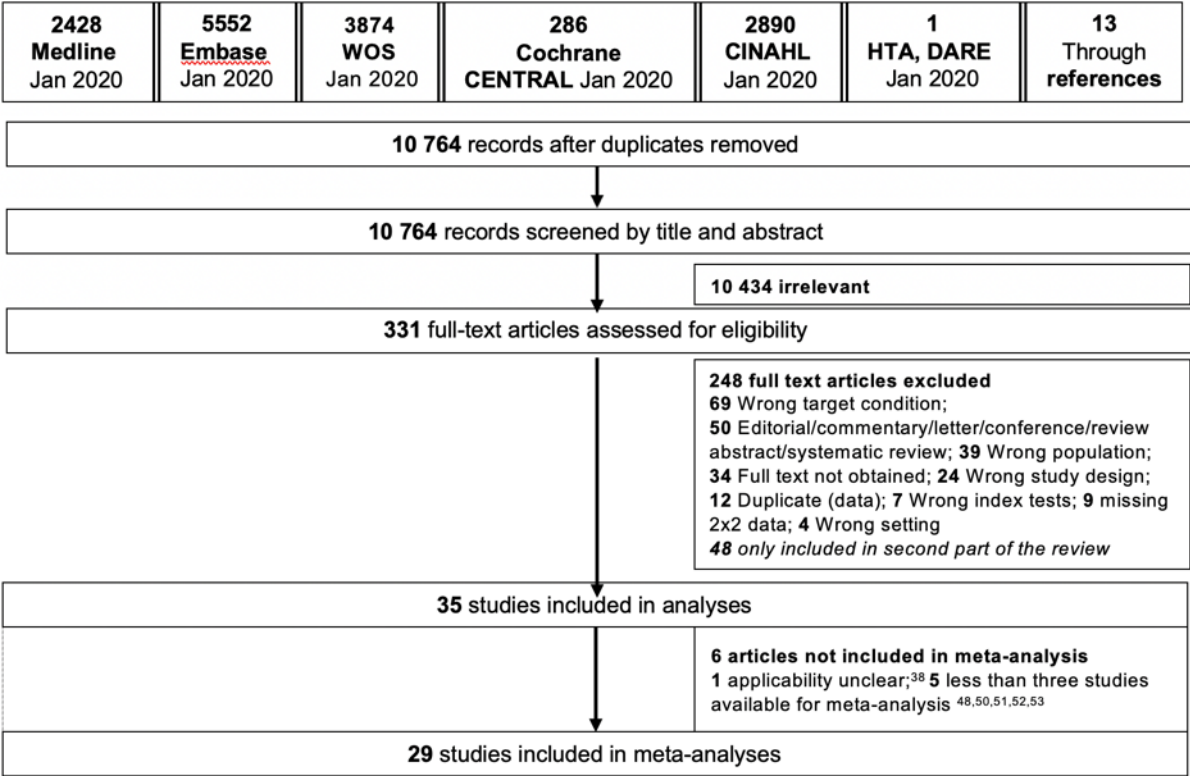 2428
Medline
Jan 2020
5552
Embase
Jan 2020
3874
WOS
Jan 2020
286
Cochrane
CENTRAL Jan 2020
2890
CINAHL
Jan 2020
1
HTA, DARE
Jan 2020
13
Through
references
10 764 records after duplicates removed
10 764 records screened by title and abstract
10 434 irrelevant
331 full-text articles assessed for eligibility
248 full text articles excluded
69 Wrong target condition;
50 Editorial/commentary/letter/conference/review
abstract/systematic review; 39 Wrong population;
34 Full text not obtained; 24 Wrong study design;
12 Duplicate (data); 7 Wrong index tests; 9 missing
2x2 data; 4 Wrong setting
48 only included in second part of the review
35 studies included in analyses
6 articles not included in meta-analysis
1 applicability unclear;38 5 less than three studies
available for meta-analysis 48,50,51,52,53
29 studies included in meta-analyses